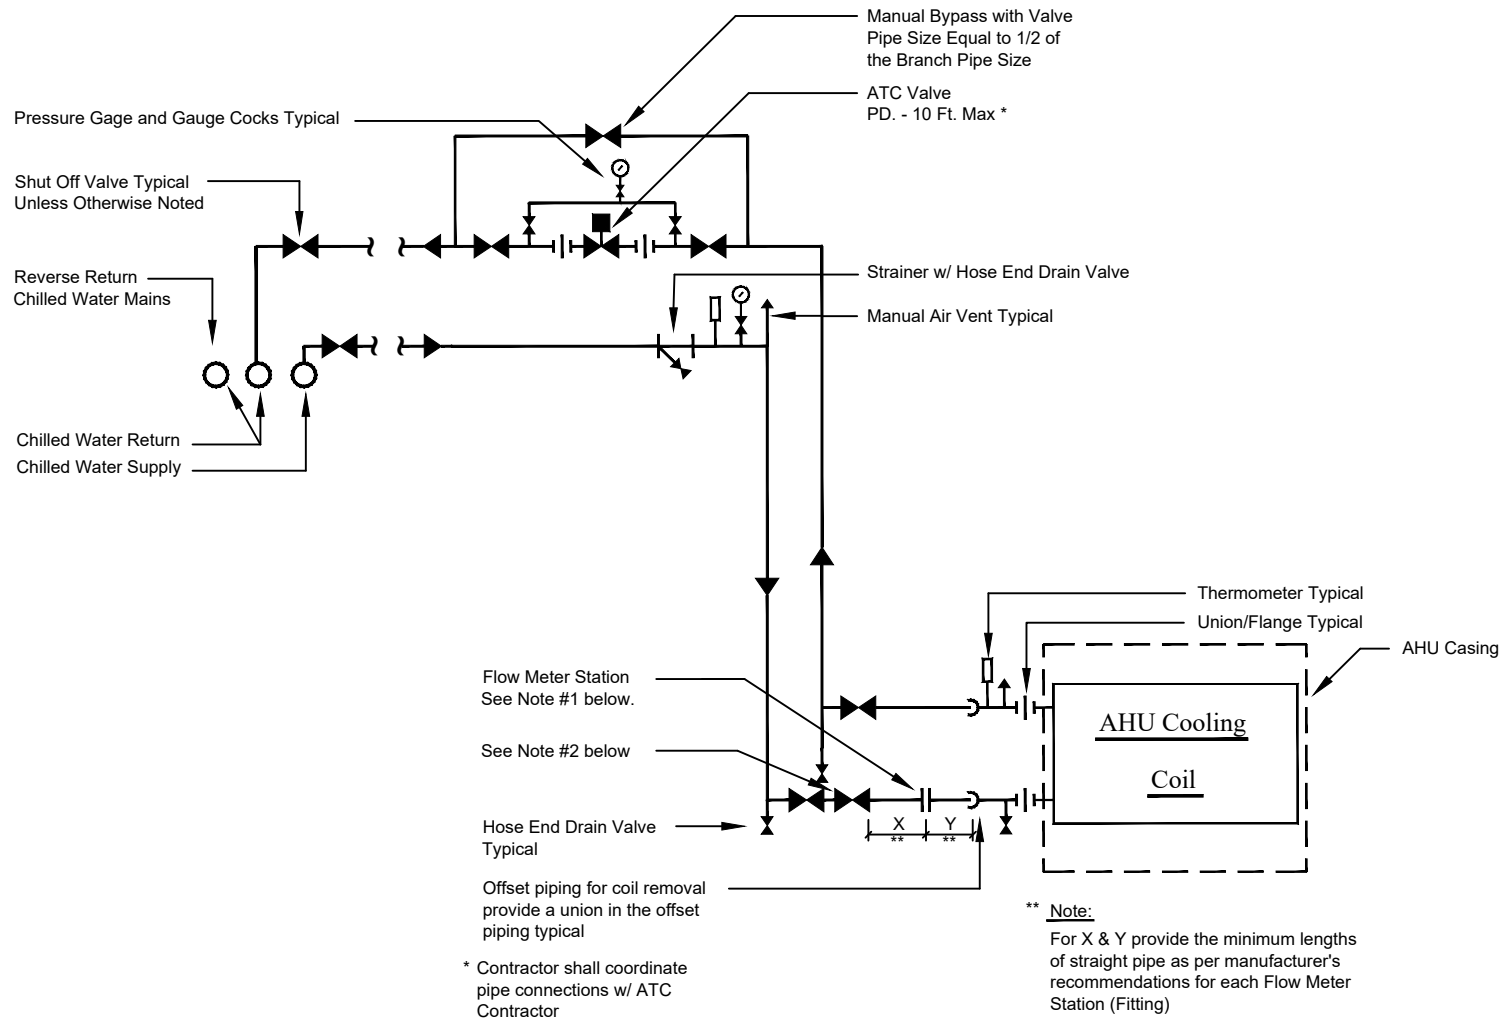 Manual Bypass with Valve
Pipe Size Equal to 1/2 of
the Branch Pipe Size
ATC Valve
PD. - 10 Ft. Max *
Pressure Gage and Gauge Cocks Typical
Shut Off Valve Typical
Unless Otherwise Noted
Reverse Return
Chilled Water Mains
Strainer w/ Hose End Drain Valve
Manual Air Vent Typical
Chilled Water Return
Chilled Water Supply
Thermometer Typical
Union/Flange Typical
AHU Casing
Flow Meter Station
See Note #1 below.
AHU Cooling
Coil
See Note #2 below
X
**
Y
**
Hose End Drain Valve
Typical
Offset piping for coil removal
provide a union in the offset
piping typical
* Contractor shall coordinate
pipe connections w/ ATC
Contractor
** Note:
For X & Y provide the minimum lengths
of straight pipe as per manufacturer's
recommendations for each Flow Meter
Station (Fitting)